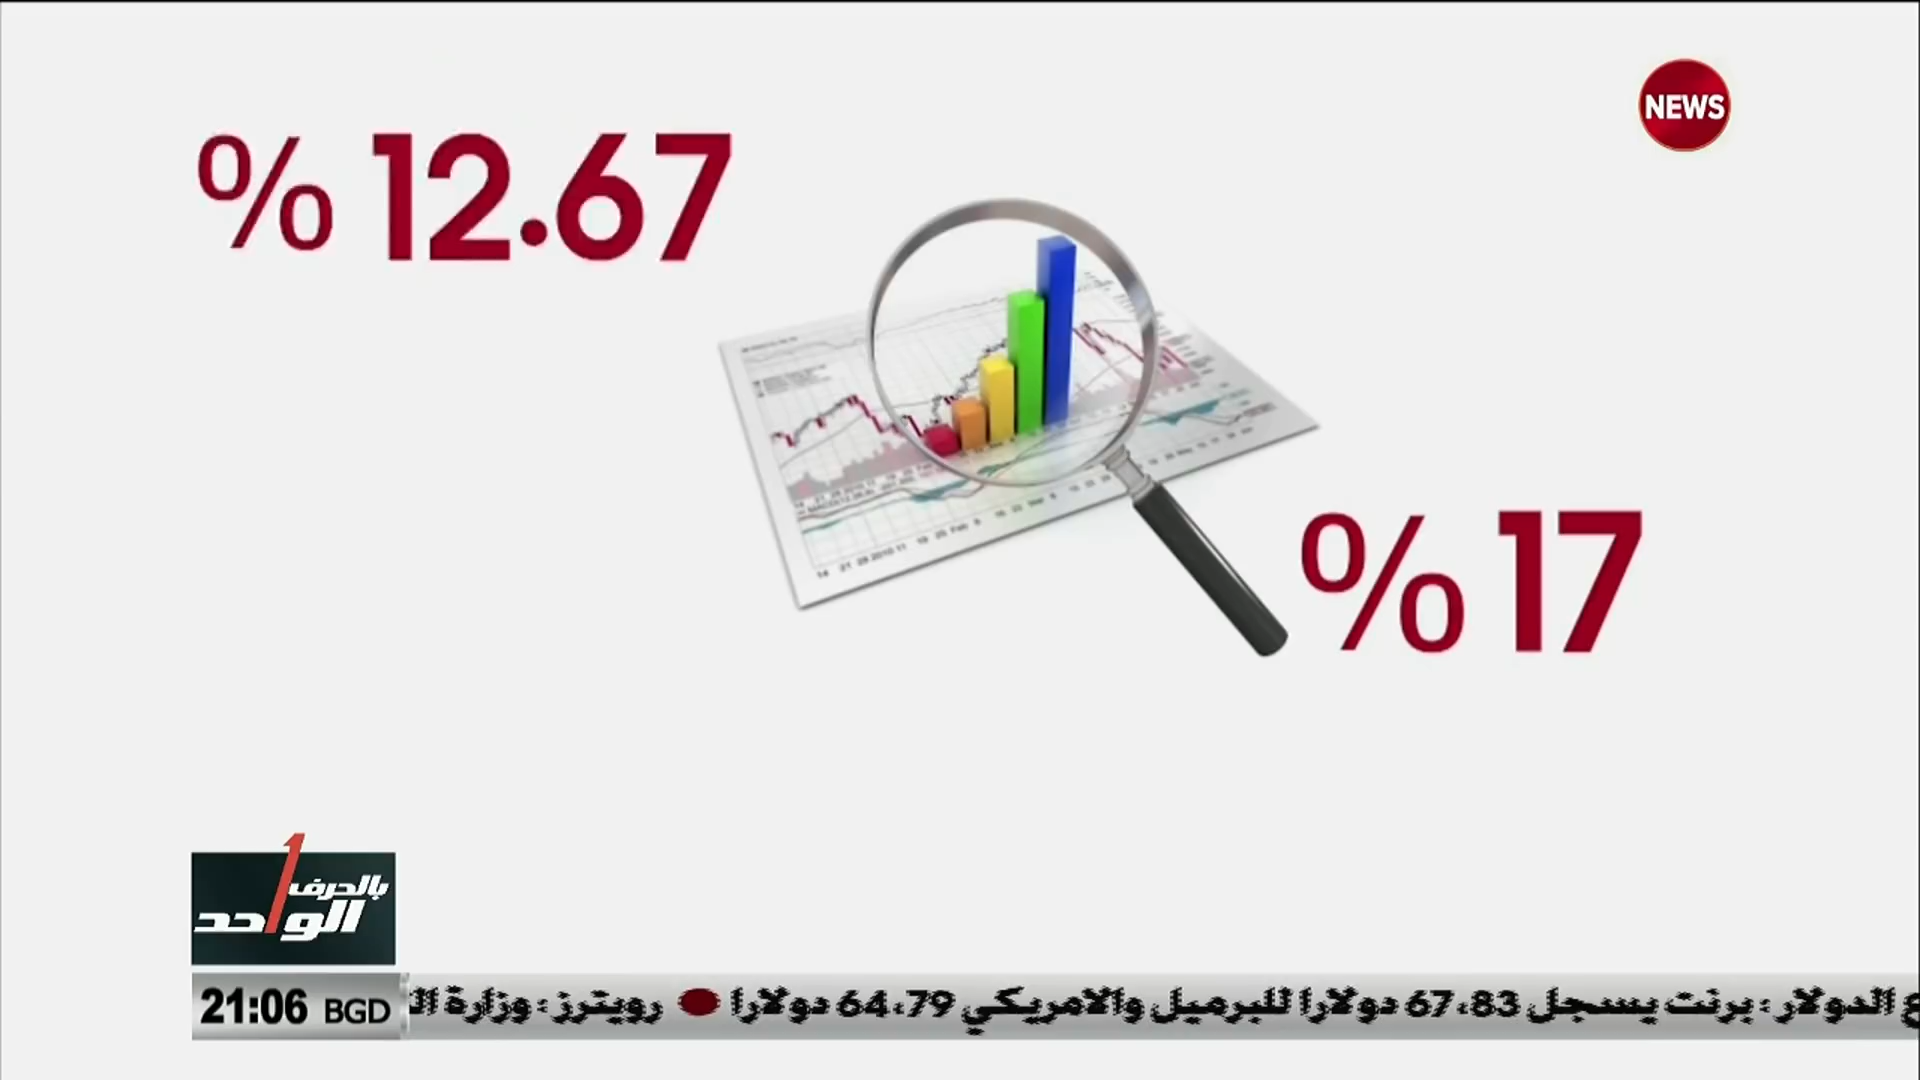 NEWS
% 12.67
% 17
بالحرف
الواحد
21:06 BGD
ع الدولار : برنت يسجل 67،83 دولارا للبرميل والامريكي 64،79 دولارا رويترز : وزارة